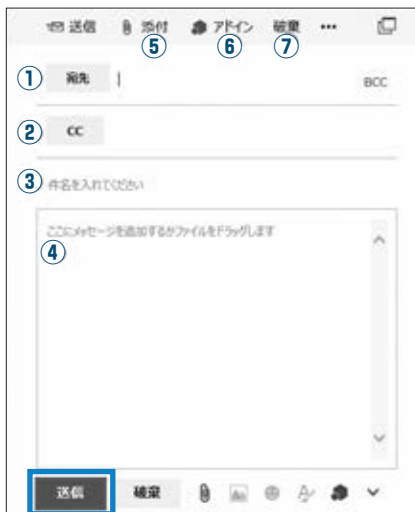 送信 添付 アドイン 破棄 •••
⑤ ⑥ ⑦
① 宛先 BCC
② CC
③ 件名を入れてください
ここにメッセージを追加するかファイルをドラッグします
④
送信 破棄